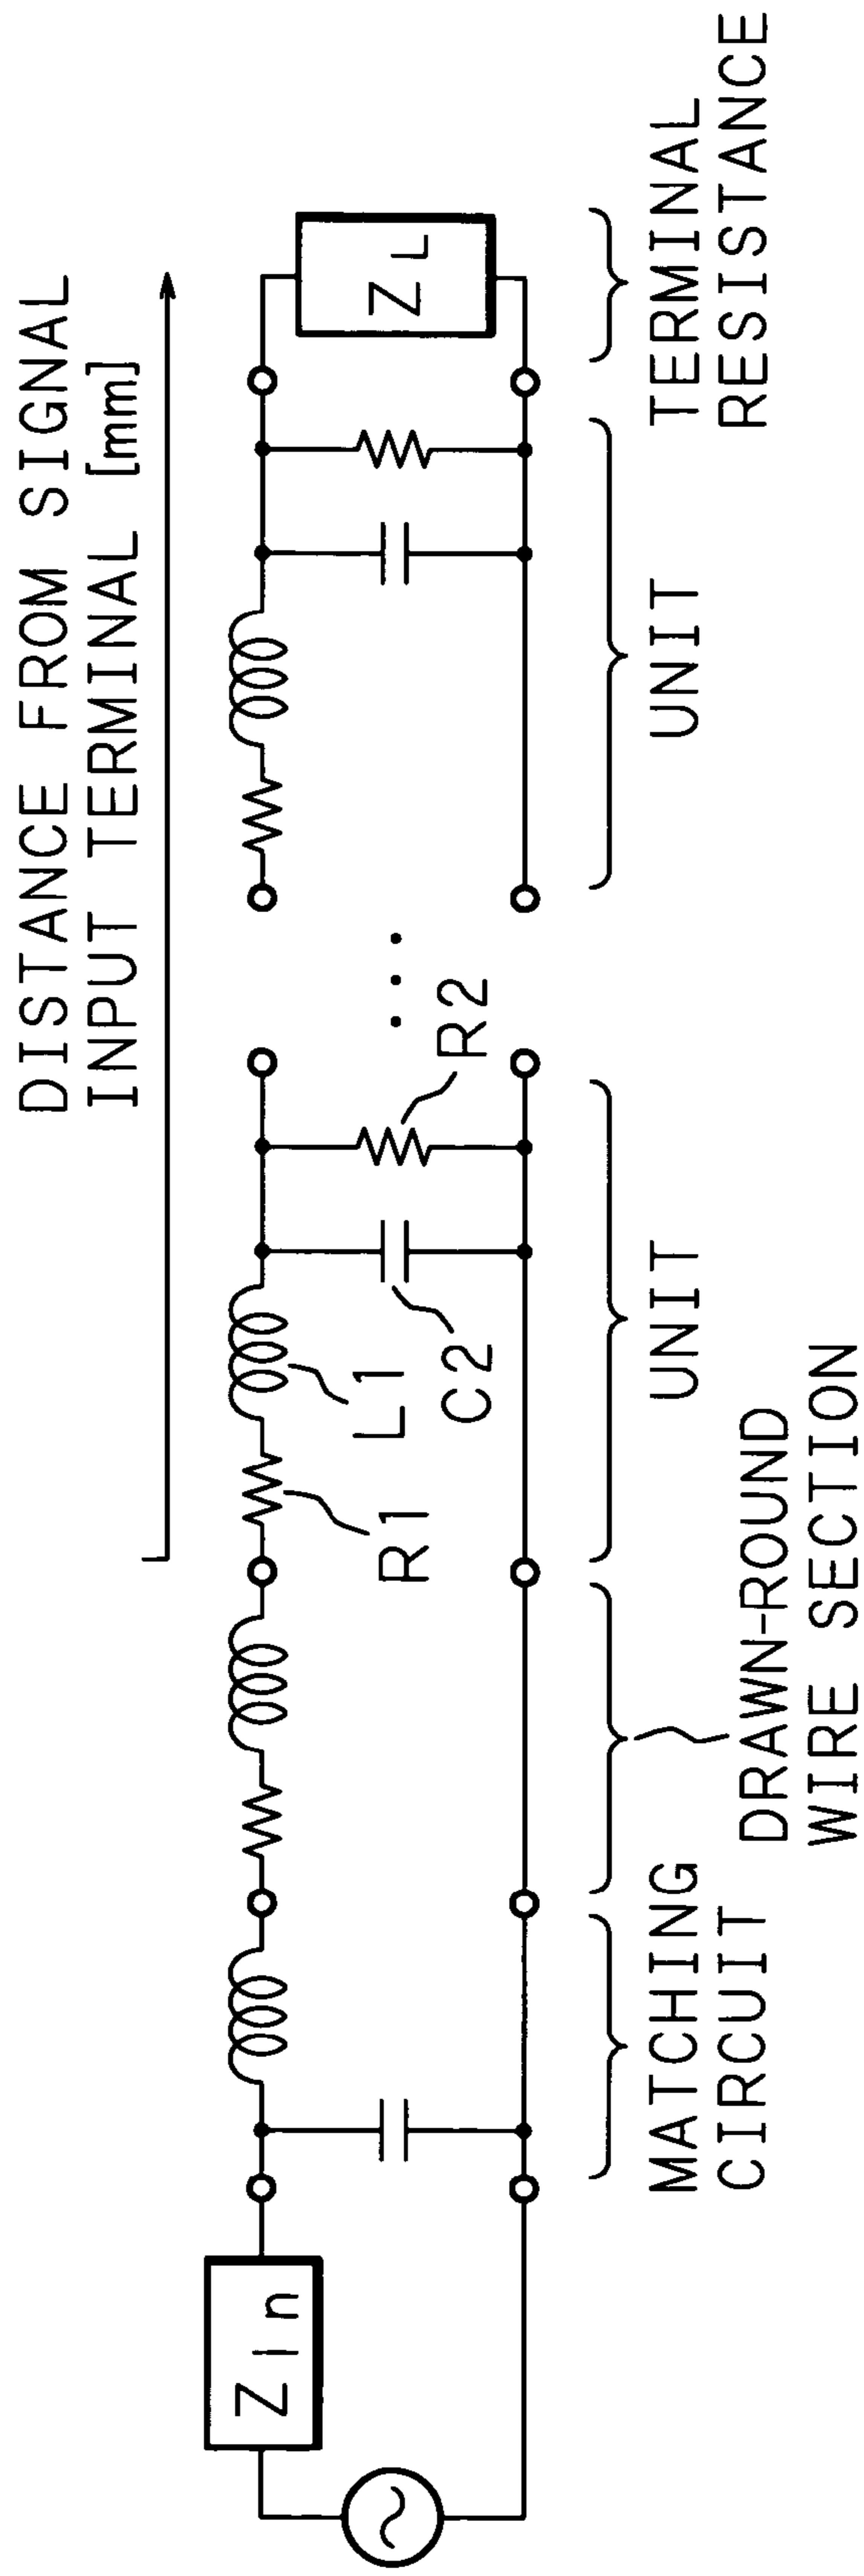 DISTANCE FROM SIGNAL
INPUT TERMINAL [mm]
ZIn
ZL
R1
L1
C2
R2
MATCHING
CIRCUIT
DRAWN-ROUND
WIRE SECTION
UNIT
UNIT
TERMINAL
RESISTANCE